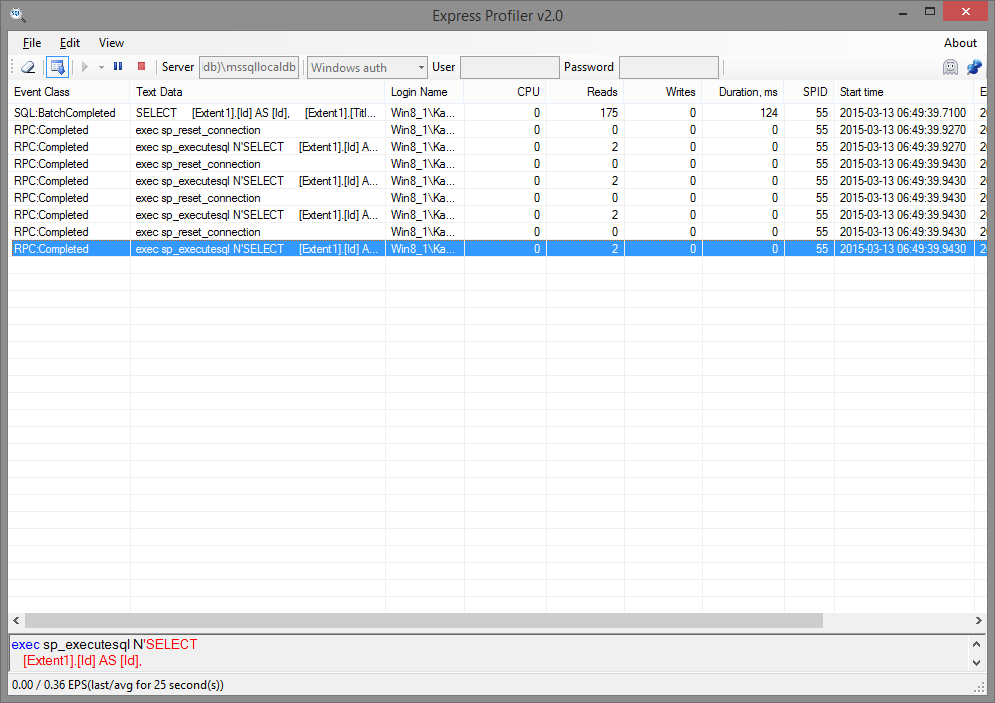 Express Profiler v2.0
File Edit View About
Server db)\mssqllocaldb Windows auth User Password
Event Class Text Data Login Name CPU Reads Writes Duration, ms SPID Start time E
SQL:BatchCompleted SELECT [Extent1].[Id] AS [Id], [Extent1].[Titl... Win8_1\Ka... 0 175 0 124 55 2015-03-13 06:49:39.7100 2
RPC:Completed exec sp_reset_connection Win8_1\Ka... 0 0 0 0 55 2015-03-13 06:49:39.9270 2
RPC:Completed exec sp_executesql N'SELECT [Extent1].[Id] A... Win8_1\Ka... 0 2 0 0 55 2015-03-13 06:49:39.9270 2
RPC:Completed exec sp_reset_connection Win8_1\Ka... 0 0 0 0 55 2015-03-13 06:49:39.9430 2
RPC:Completed exec sp_executesql N'SELECT [Extent1].[Id] A... Win8_1\Ka... 0 2 0 0 55 2015-03-13 06:49:39.9430 2
RPC:Completed exec sp_reset_connection Win8_1\Ka... 0 0 0 0 55 2015-03-13 06:49:39.9430 2
RPC:Completed exec sp_executesql N'SELECT [Extent1].[Id] A... Win8_1\Ka... 0 2 0 0 55 2015-03-13 06:49:39.9430 2
RPC:Completed exec sp_reset_connection Win8_1\Ka... 0 0 0 0 55 2015-03-13 06:49:39.9430 2
RPC:Completed exec sp_executesql N'SELECT [Extent1].[Id] A... Win8_1\Ka... 0 2 0 0 55 2015-03-13 06:49:39.9430 2
exec sp_executesql N'SELECT
[Extent1].[Id] AS [Id],
0.00 / 0.36 EPS(last/avg for 25 second(s))